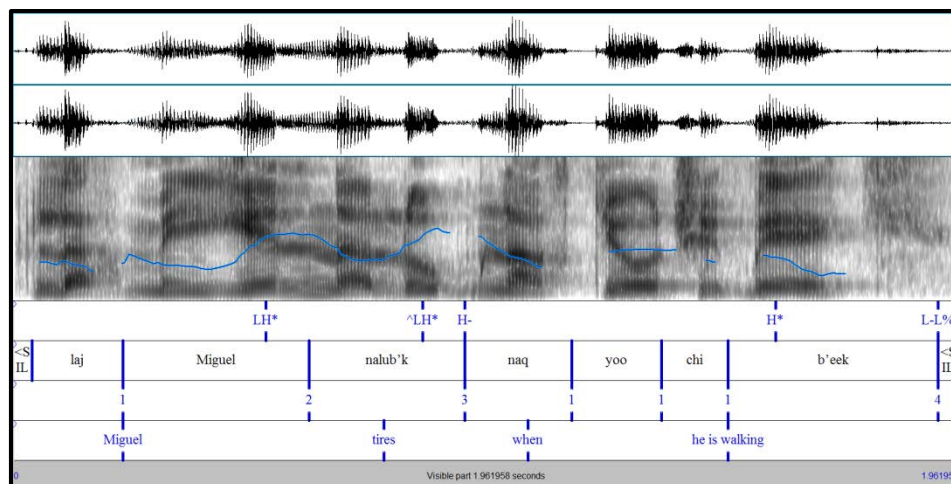 LH* ^LH* H- H* L-L%
<S IL laj Miguel nalub'k naq yoo chi b'eek <S IL
1 2 3 1 1 1 4
Miguel tires when he is walking
0 Visible part 1.961958 seconds 1.96195